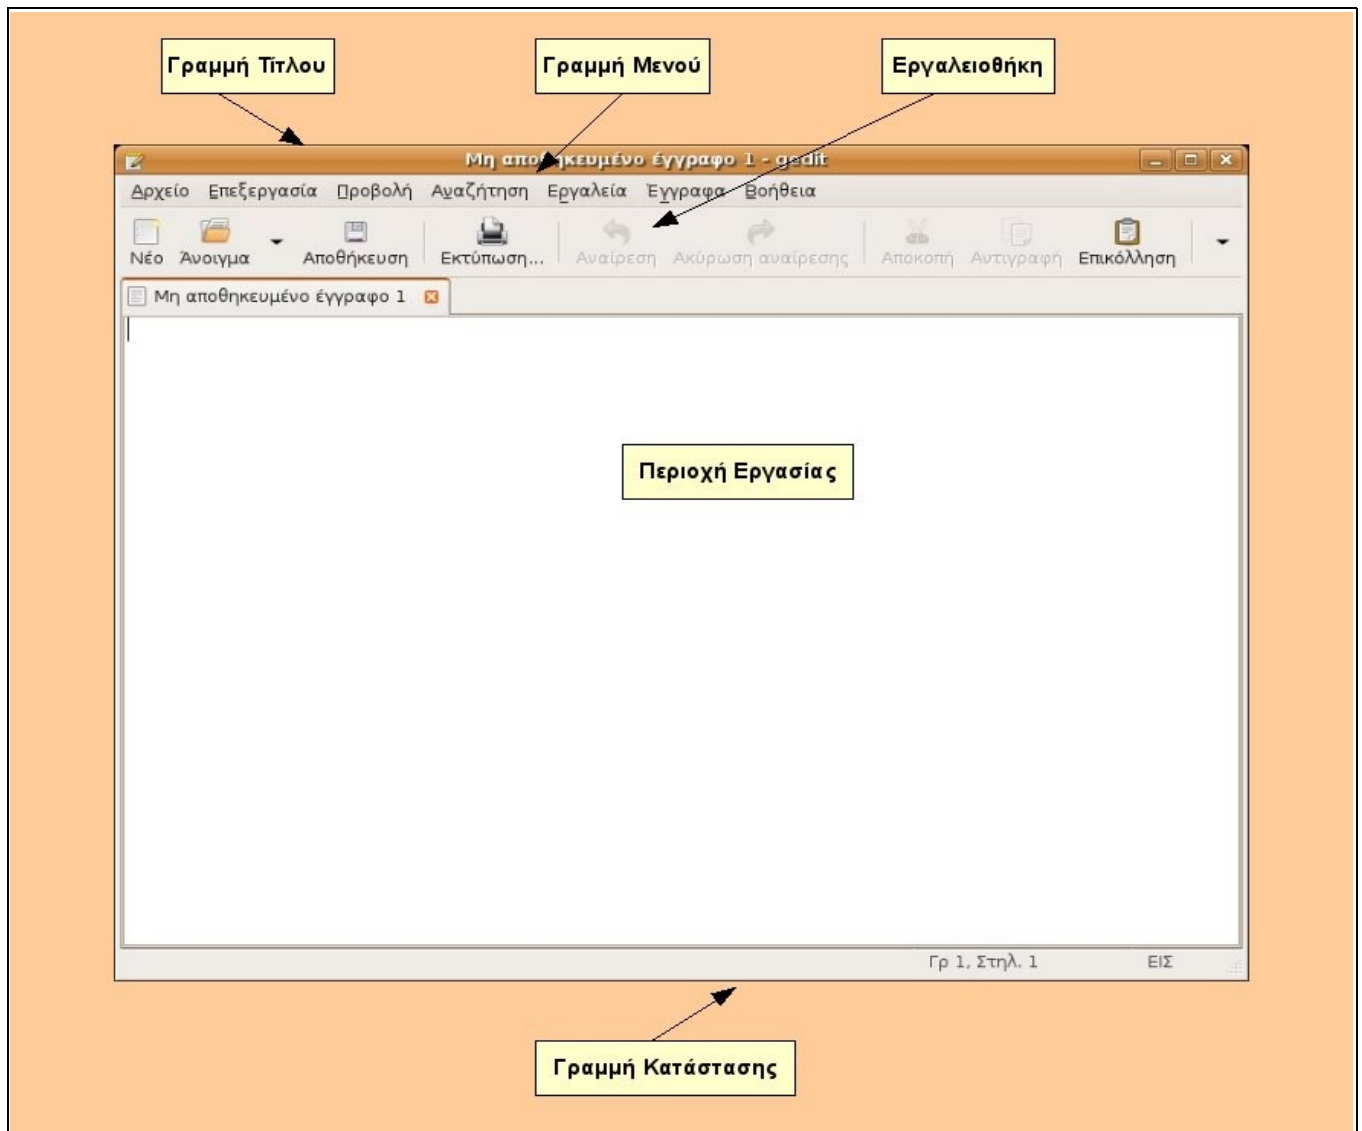 Γραμμή Τίτλου Γραμμή Μενού Εργαλειοθήκη
Μη αποθηκευμένο έγγραφο 1 - gedit
Αρχείο Επεξεργασία Προβολή Αναζήτηση Εργαλεία Έγγραφα Βοήθεια
Νέο Άνοιγμα Αποθήκευση Εκτύπωση... Αναίρεση Ακύρωση αναίρεσης Αποκοπή Αντιγραφή Επικόλληση
Μη αποθηκευμένο έγγραφο 1
Περιοχή Εργασίας
Γρ 1, Στηλ. 1 ΕΙΣ
Γραμμή Κατάστασης